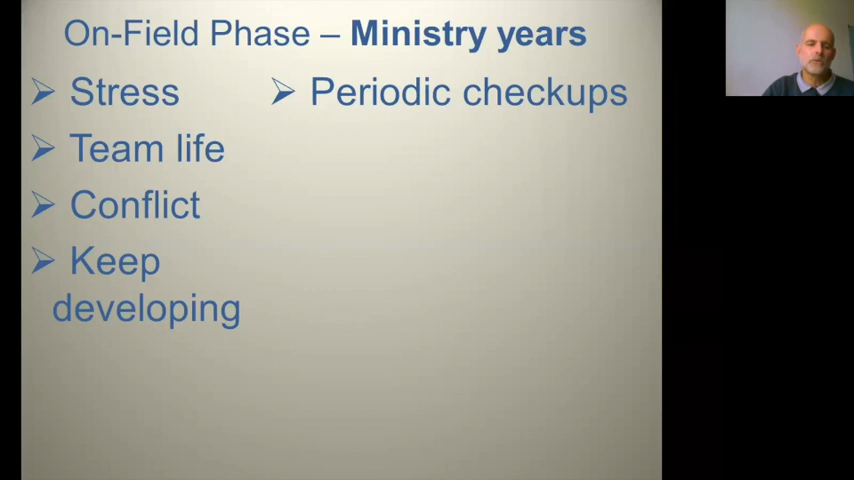 On-Field Phase – Ministry years
➢ Stress
➢ Team life
➢ Conflict
➢ Keep
developing
➢ Periodic checkups